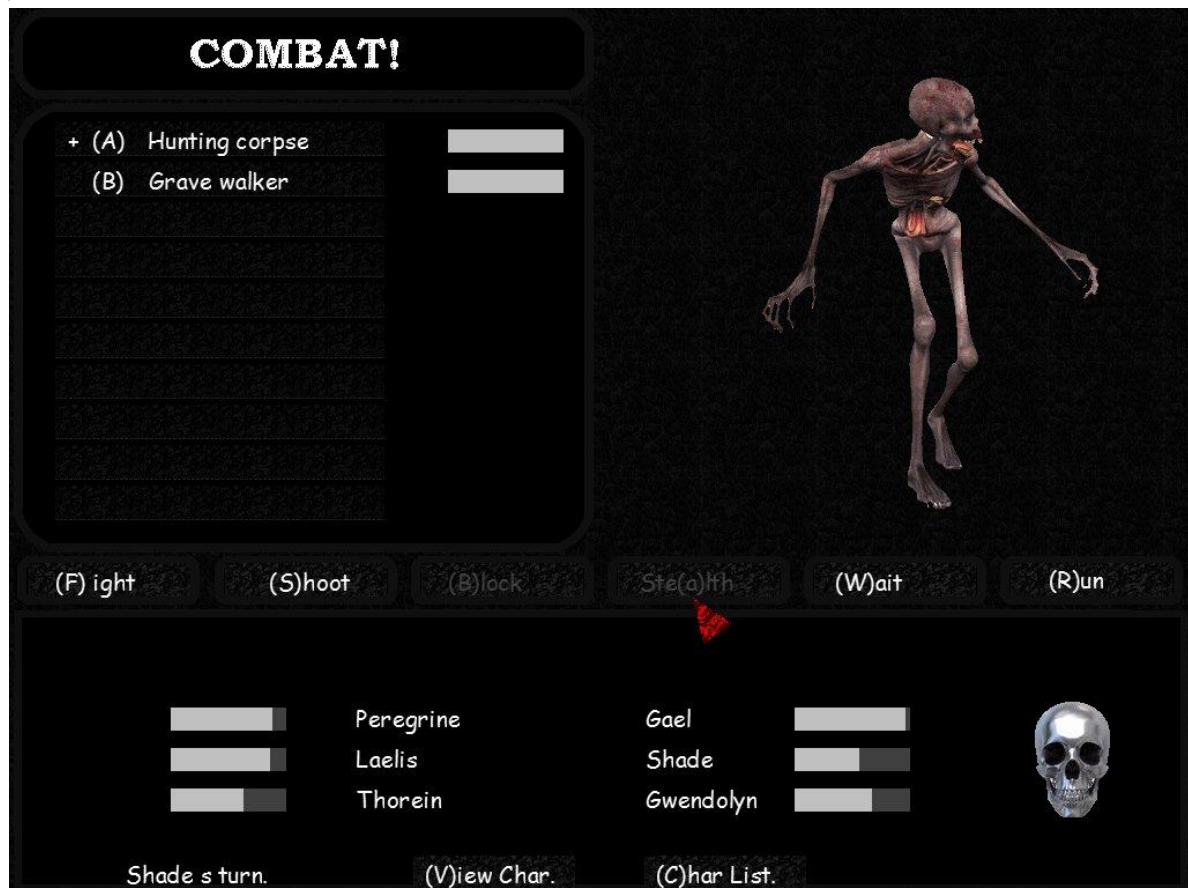 COMBAT!
+ (A) Hunting corpse
(B) Grave walker
(F) ight (S)hoot (B)lock Ste(a)lth (W)ait (R)un
Peregrine Gael
Laelis Shade
Thorein Gwendolyn
Shade s turn. (V)iew Char. (C)har List.